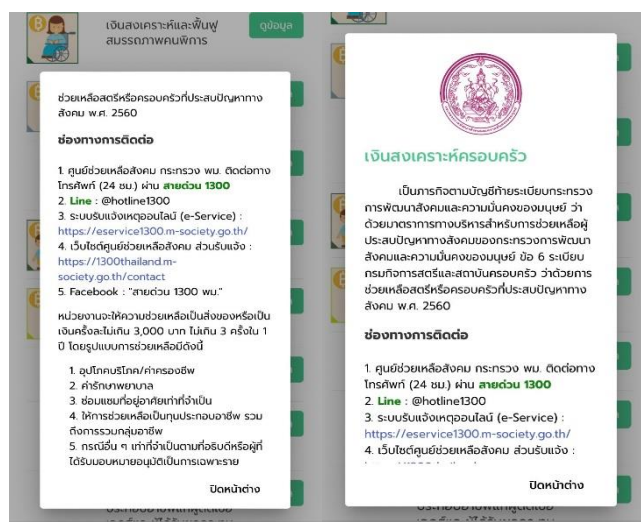 เงินสงเคราะห์และฟื้นฟู
สมรรถภาพคนพิการ
ดูข้อมูล
ช่วยเหลือสตรีหรือครอบครัวที่ประสบปัญหาทาง
สังคม พ.ศ. 2560
ช่องทางการติดต่อ
1. ศูนย์ช่วยเหลือสังคม กระทรวง พม. ติดต่อทาง
โทรศัพท์ (24 ชม.) ผ่าน สายด่วน 1300
2. Line : @hotline1300
3. ระบบรับแจ้งเหตุออนไลน์ (e-Service) :
https://eservice1300.m-society.go.th/
4. เว็บไซต์ศูนย์ช่วยเหลือสังคม ส่วนรับแจ้ง :
https://1300thailand.m-
society.go.th/contact
5. Facebook : "สายด่วน 1300 พม."
หน่วยงานจะให้ความช่วยเหลือเป็นสิ่งของหรือเป็น
เงินครั้งละไม่เกิน 3,000 บาท ไม่เกิน 3 ครั้งใน 1
ปี โดยรูปแบบการช่วยเหลือมีดังนี้
1. อุปโภคบริโภค/ค่าครองชีพ
2. ค่ารักษาพยาบาล
3. ซ่อมแซมที่อยู่อาศัยเท่าที่จำเป็น
4. ให้การช่วยเหลือเป็นทุนประกอบอาชีพ รวม
ถึงการรวมกลุ่มอาชีพ
5. กรณีอื่น ๆ เท่าที่จำเป็นตามที่อธิบดีหรือผู้ที่
ได้รับมอบหมายอนุมัติเป็นการเฉพาะราย
ปิดหน้าต่าง
เงินสงเคราะห์ครอบครัว
เป็นภารกิจตามบัญชีท้ายระเบียบกระทรวง
การพัฒนาสังคมและความมั่นคงของมนุษย์ ว่า
ด้วยมาตราการทางบริหารสำหรับการช่วยเหลือผู้
ประสบปัญหาทางสังคมของกระทรวงการพัฒนา
สังคมและความมั่นคงของมนุษย์ ข้อ 6 ระเบียบ
กรมกิจการสตรีและสถาบันครอบครัว ว่าด้วยการ
ช่วยเหลือสตรีหรือครอบครัวที่ประสบปัญหาทาง
สังคม พ.ศ. 2560
ช่องทางการติดต่อ
1. ศูนย์ช่วยเหลือสังคม กระทรวง พม. ติดต่อทาง
โทรศัพท์ (24 ชม.) ผ่าน สายด่วน 1300
2. Line : @hotline1300
3. ระบบรับแจ้งเหตุออนไลน์ (e-Service) :
https://eservice1300.m-society.go.th/
4. เว็บไซต์ศูนย์ช่วยเหลือสังคม ส่วนรับแจ้ง :
ปิดหน้าต่าง